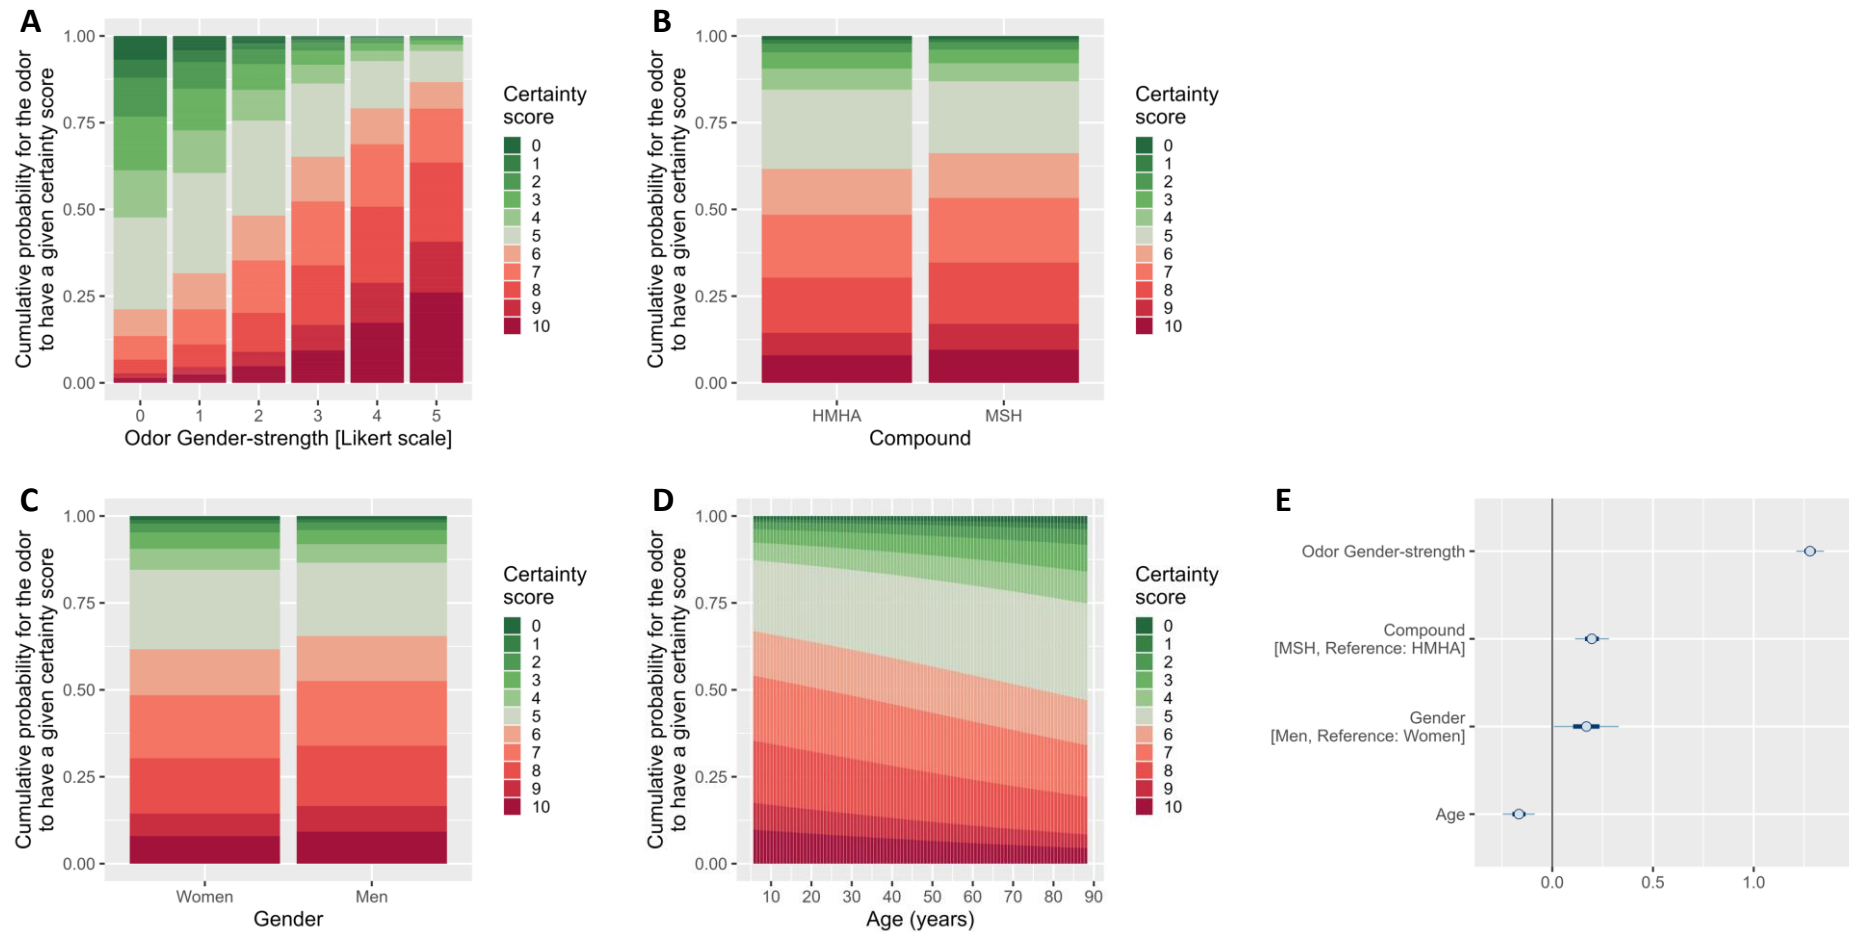 A
Cumulative probability for the odor
to have a given certainty score
1.00
0.75
0.50
0.25
0.00
0 1 2 3 4 5
Odor Gender-strength [Likert scale]
Certainty
score
0
1
2
3
4
5
6
7
8
9
10
B
Cumulative probability for the odor
to have a given certainty score
1.00
0.75
0.50
0.25
0.00
HMHA MSH
Compound
Certainty
score
0
1
2
3
4
5
6
7
8
9
10
C
Cumulative probability for the odor
to have a given certainty score
1.00
0.75
0.50
0.25
0.00
Women Men
Gender
Certainty
score
0
1
2
3
4
5
6
7
8
9
10
D
Cumulative probability for the odor
to have a given certainty score
1.00
0.75
0.50
0.25
0.00
10 20 30 40 50 60 70 80 90
Age (years)
Certainty
score
0
1
2
3
4
5
6
7
8
9
10
E
Odor Gender-strength
Compound
[MSH, Reference: HMHA]
Gender
[Men, Reference: Women]
Age
0.0 0.5 1.0